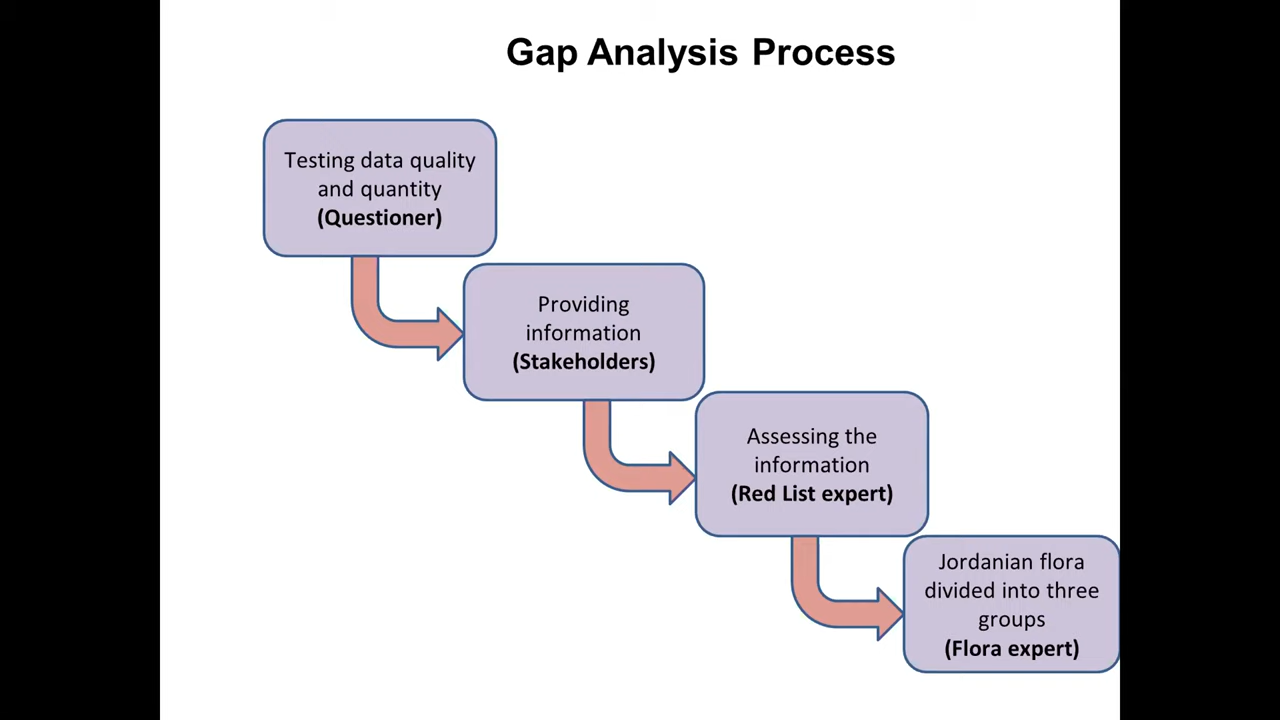 Gap Analysis Process
Testing data quality
and quantity
(Questioner)
Providing
information
(Stakeholders)
Assessing the
information
(Red List expert)
Jordanian flora
divided into three
groups
(Flora expert)